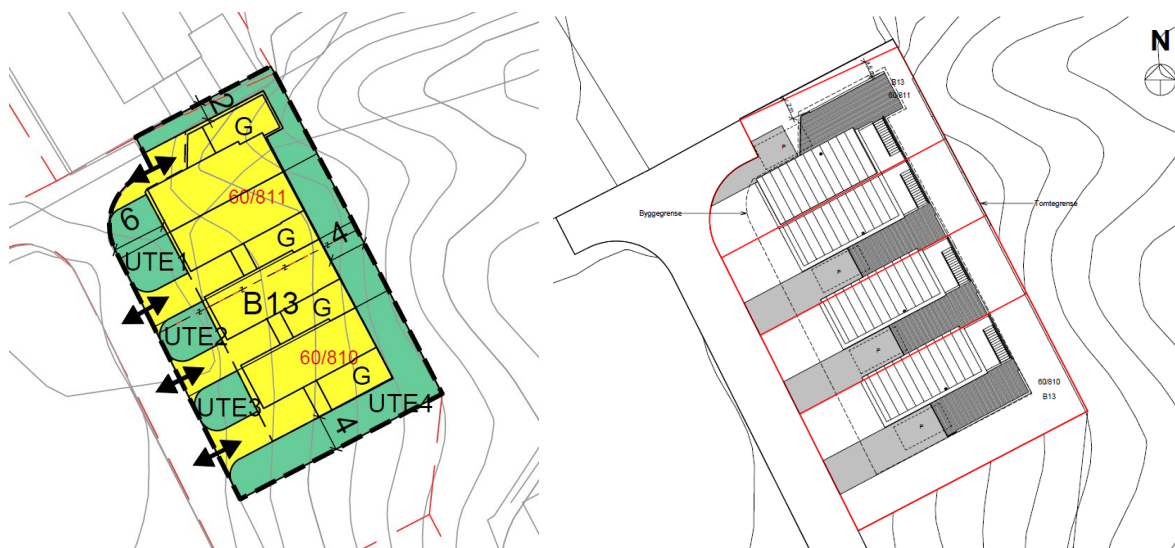 2
G
60/811
6
UTE1
G
4
B13
UTE2
G
60/810
G
UTE3
UTE4
4
N
B13
60/811
P
Byggegrense
Tomtegrense
P
P
60/810
B13
P